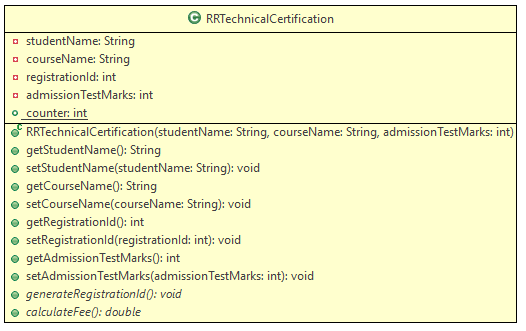 RRTechnicalCertification
studentName: String
courseName: String
registrationId: int
admissionTestMarks: int
counter: int
RRTechnicalCertification(studentName: String, courseName: String, admissionTestMarks: int)
getStudentName(): String
setStudentName(studentName: String): void
getCourseName(): String
setCourseName(courseName: String): void
getRegistrationId(): int
setRegistrationId(registrationId: int): void
getAdmissionTestMarks(): int
setAdmissionTestMarks(admissionTestMarks: int): void
generateRegistrationId(): void
calculateFee(): double